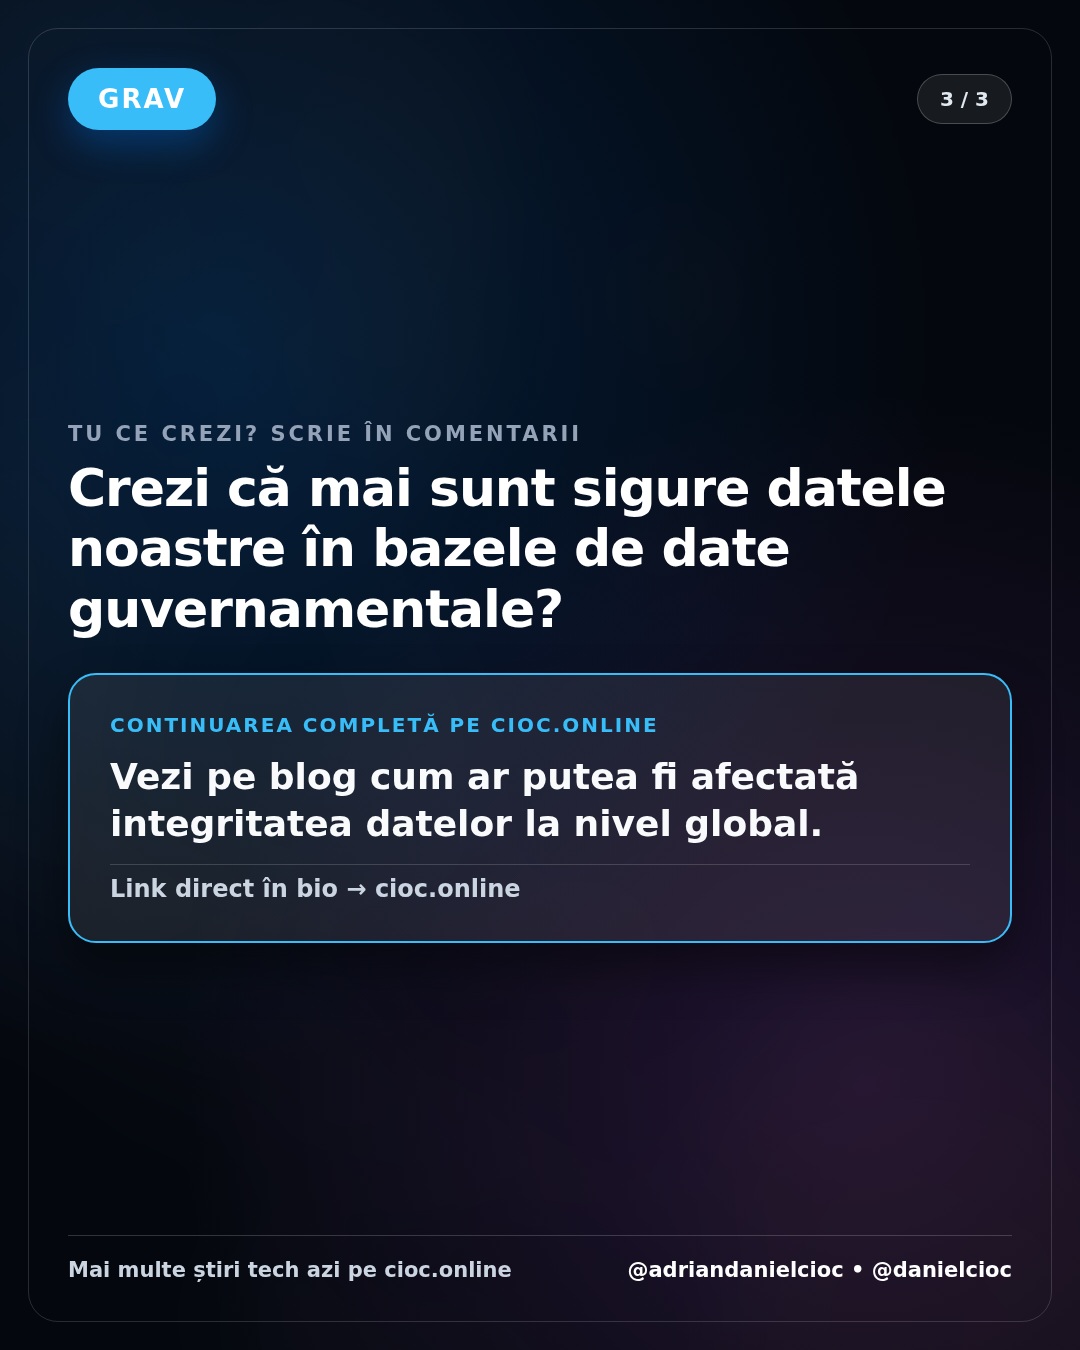 GRAV
3 / 3
TU CE CREZI? SCRIE ÎN COMENTARII
Crezi că mai sunt sigure datele
noastre în bazele de date
guvernamentale?
CONTINUAREA COMPLETĂ PE CIOC.ONLINE
Vezi pe blog cum ar putea fi afectată
integritatea datelor la nivel global.
Link direct în bio → cioc.online
Mai multe știri tech azi pe cioc.online
@adriandanielcioc • @danielcioc